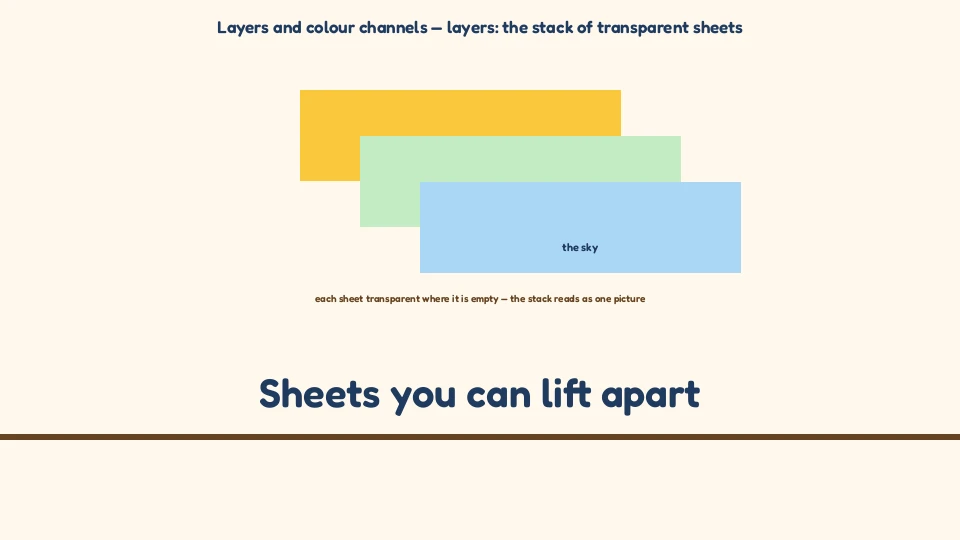 Layers and colour channels — layers: the stack of transparent sheets
the sky
each sheet transparent where it is empty — the stack reads as one picture
Sheets you can lift apart